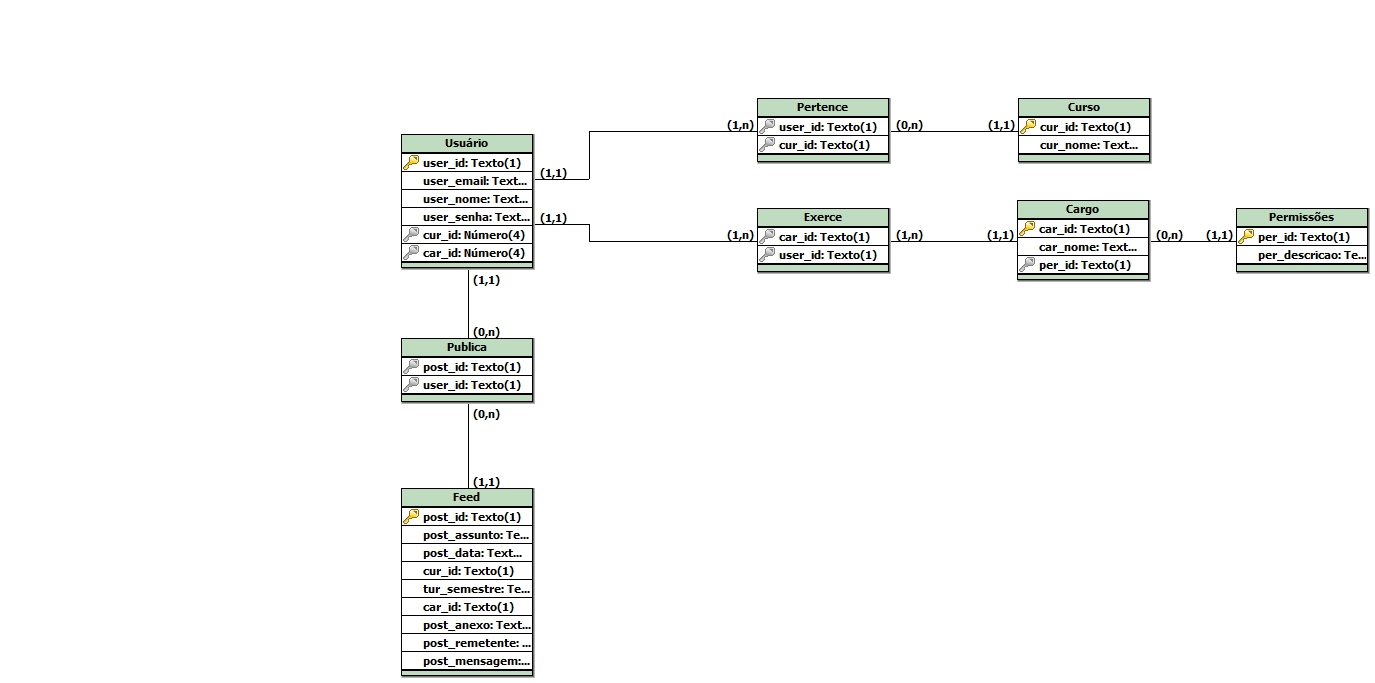 Usuário
user_id: Texto(1)
user_email: Text...
user_nome: Text...
user_senha: Text...
cur_id: Número(4)
car_id: Número(4)
(1,1)
(1,1)
(1,1)
(1,n)
Pertence
user_id: Texto(1)
cur_id: Texto(1)
(0,n)
(1,1)
Curso
cur_id: Texto(1)
cur_nome: Text...
(1,n)
Exerce
car_id: Texto(1)
user_id: Texto(1)
(1,n)
(1,1)
Cargo
car_id: Texto(1)
car_nome: Text...
per_id: Texto(1)
(0,n)
(1,1)
Permissões
per_id: Texto(1)
per_descricao: Te...
(0,n)
Publica
post_id: Texto(1)
user_id: Texto(1)
(0,n)
(1,1)
Feed
post_id: Texto(1)
post_assunto: Te...
post_data: Text...
cur_id: Texto(1)
tur_semestre: Te...
car_id: Texto(1)
post_anexo: Text...
post_remetente: ...
post_mensagem:...